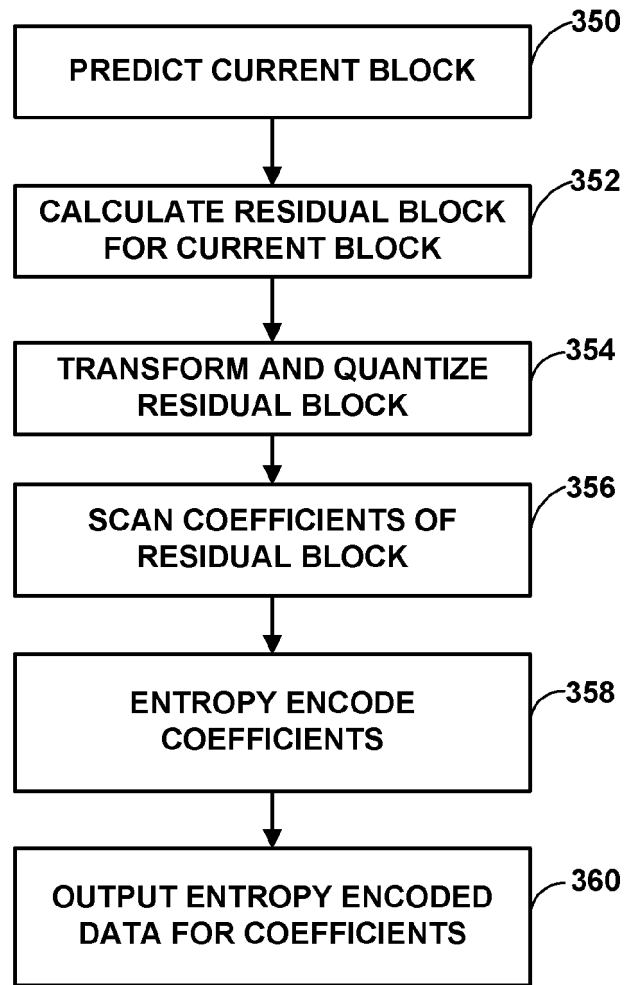 350
PREDICT CURRENT BLOCK
352
CALCULATE RESIDUAL BLOCK
FOR CURRENT BLOCK
354
TRANSFORM AND QUANTIZE
RESIDUAL BLOCK
356
SCAN COEFFICIENTS OF
RESIDUAL BLOCK
358
ENTROPY ENCODE
COEFFICIENTS
360
OUTPUT ENTROPY ENCODED
DATA FOR COEFFICIENTS